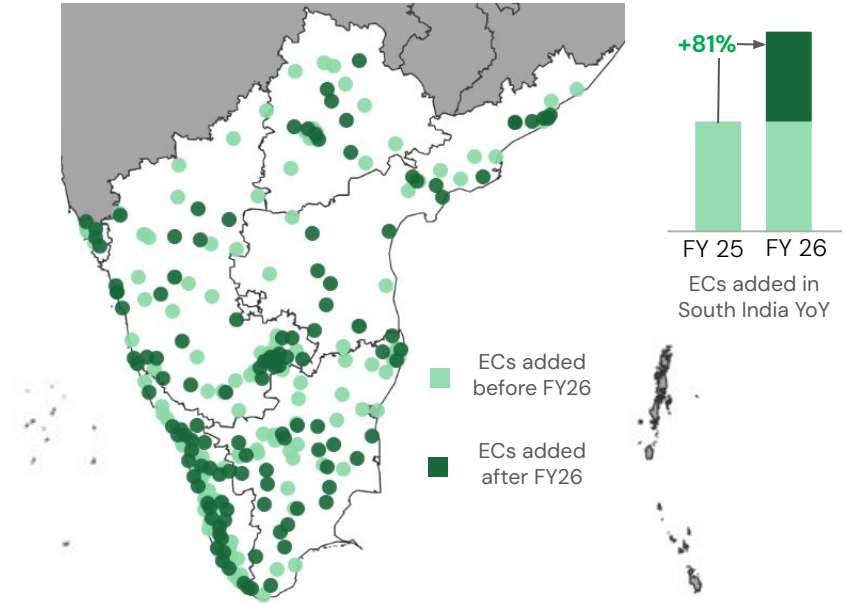 +81%
FY 25
FY 26
ECs added in
South India YoY
ECs added
before FY26
ECs added
after FY26